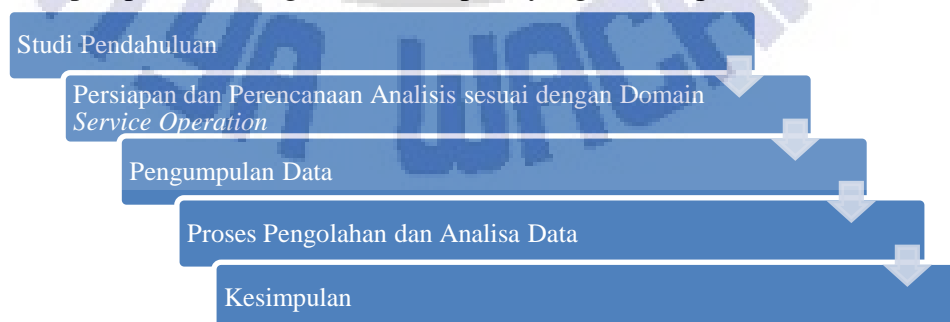 Studi Pendahuluan
Persiapan dan Perencanaan Analisis sesuai dengan Domain
Service Operation
Pengumpulan Data
Proses Pengolahan dan Analisa Data
Kesimpulan